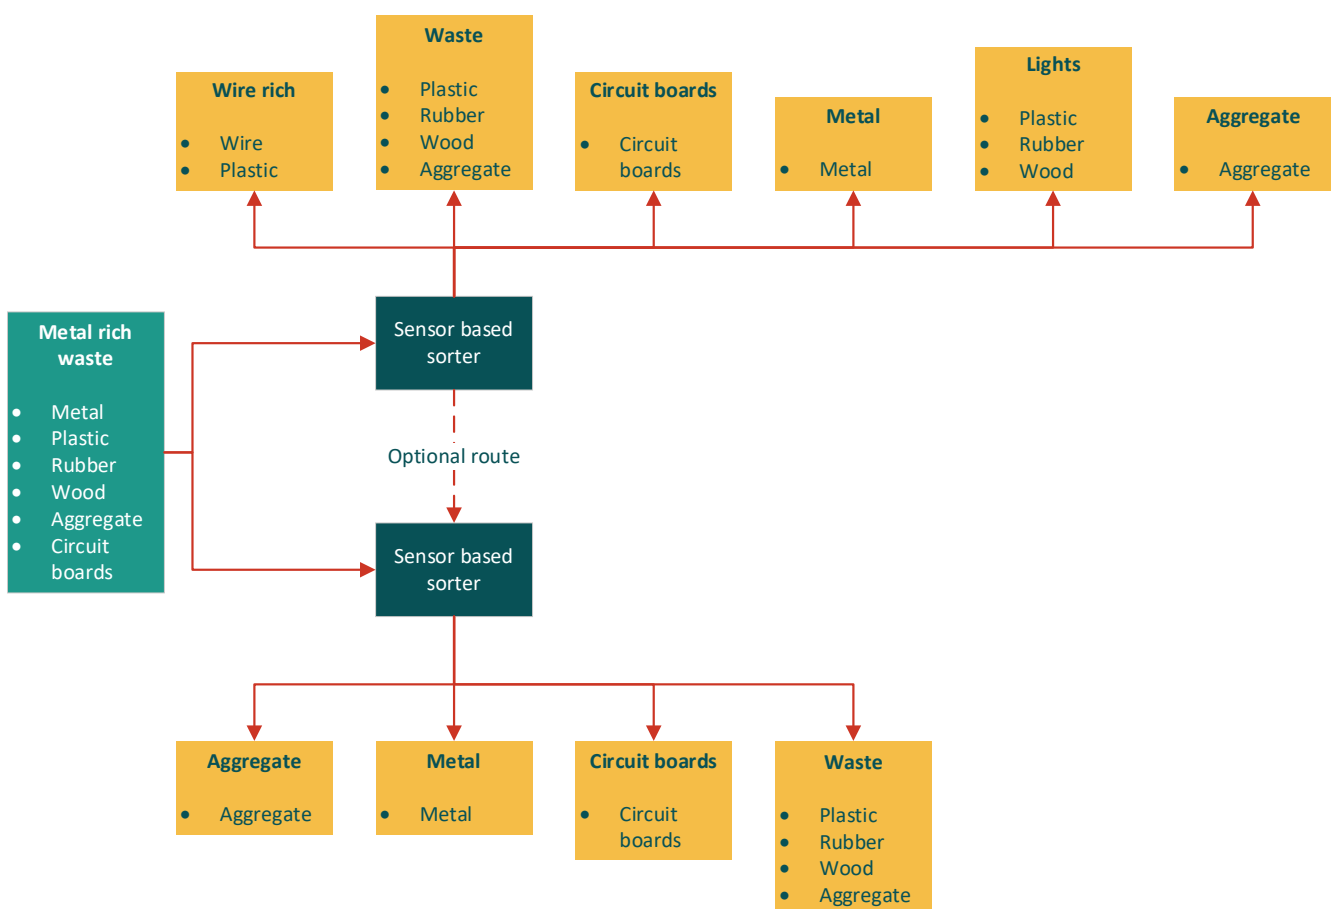 Wire rich
• Wire
• Plastic
Waste
• Plastic
• Rubber
• Wood
• Aggregate
Circuit boards
• Circuit
boards
Metal
• Metal
Lights
• Plastic
• Rubber
• Wood
Aggregate
• Aggregate
Metal rich
waste
• Metal
• Plastic
• Rubber
• Wood
• Aggregate
• Circuit
boards
Sensor based
sorter
Optional route
Sensor based
sorter
Aggregate
• Aggregate
Metal
• Metal
Circuit boards
• Circuit
boards
Waste
• Plastic
• Rubber
• Wood
• Aggregate